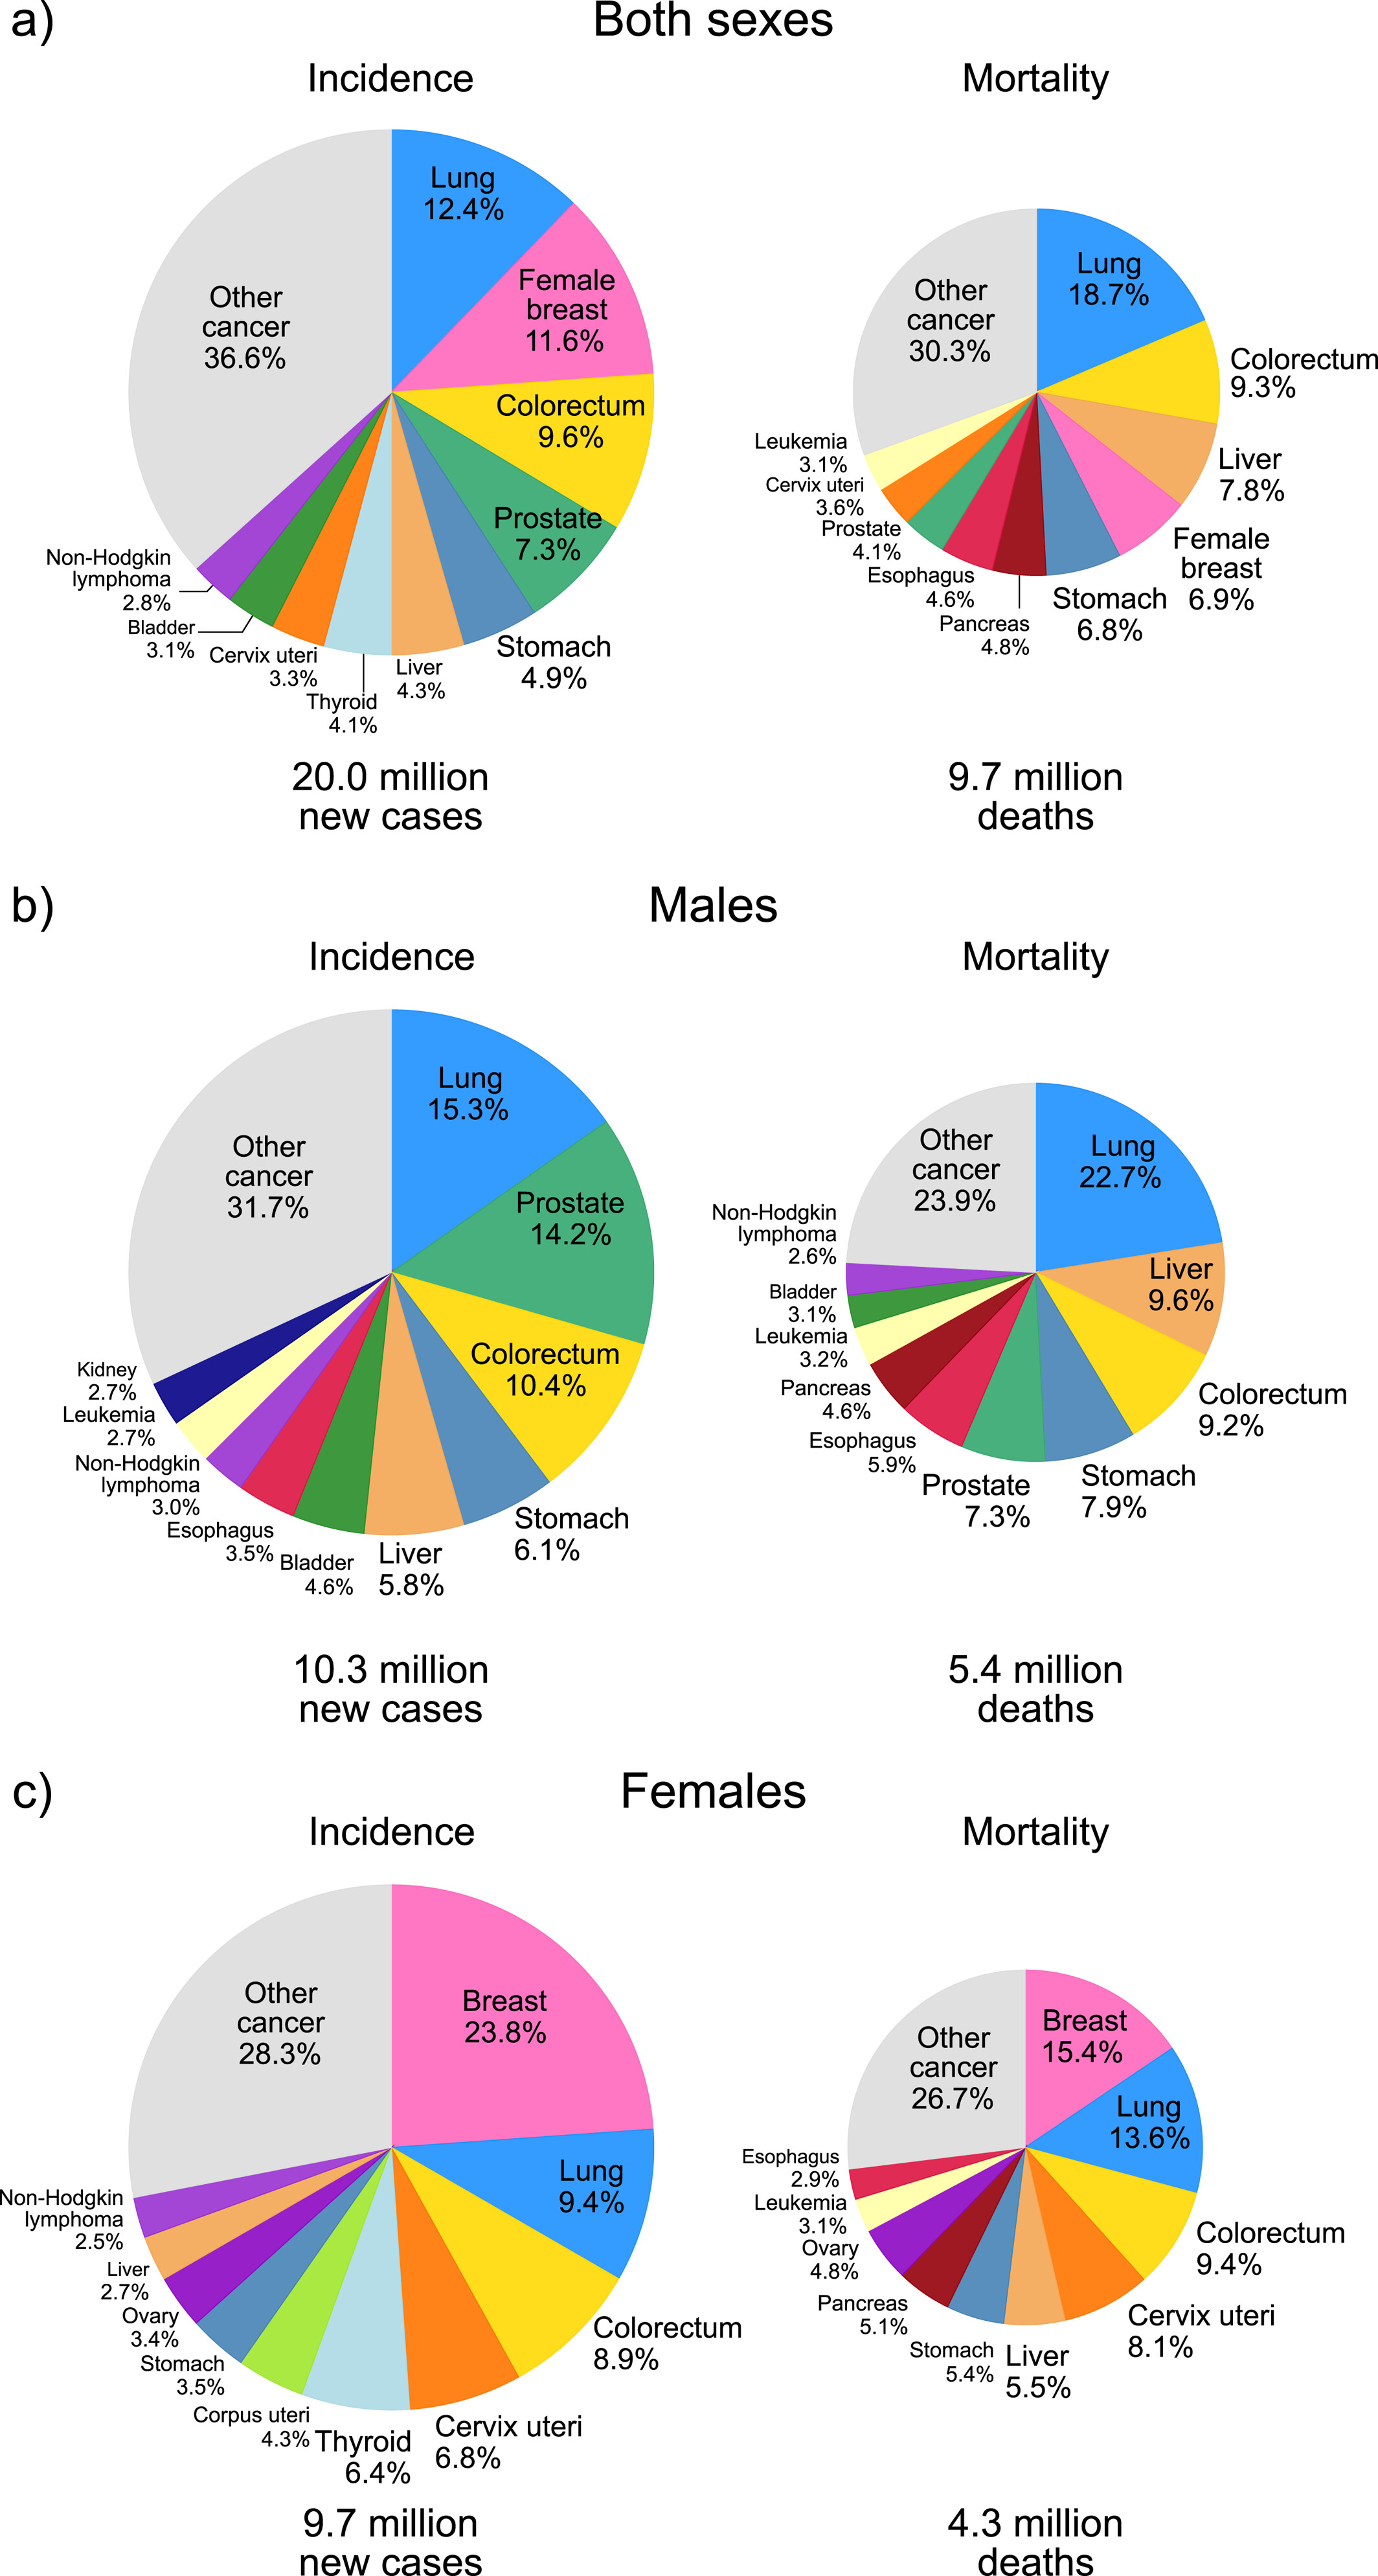 a)
Both sexes
Incidence
Lung
12.4%
Female
breast
11.6%
Colorectum
9.6%
Prostate
7.3%
Stomach
4.9%
Liver
4.3%
Thyroid
4.1%
Cervix uteri
3.3%
Bladder
3.1%
Non-Hodgkin
lymphoma
2.8%
Other
cancer
36.6%
20.0 million
new cases
Mortality
Lung
18.7%
Colorectum
9.3%
Liver
7.8%
Female
breast
6.9%
Stomach
6.8%
Pancreas
4.8%
Esophagus
4.6%
Prostate
4.1%
Cervix uteri
3.6%
Leukemia
3.1%
Other
cancer
30.3%
9.7 million
deaths
b)
Males
Incidence
Lung
15.3%
Prostate
14.2%
Colorectum
10.4%
Stomach
6.1%
Liver
5.8%
Bladder
4.6%
Esophagus
3.5%
Non-Hodgkin
lymphoma
3.0%
Leukemia
2.7%
Kidney
2.7%
Other
cancer
31.7%
10.3 million
new cases
Mortality
Lung
22.7%
Liver
9.6%
Colorectum
9.2%
Stomach
7.9%
Prostate
7.3%
Esophagus
5.9%
Pancreas
4.6%
Leukemia
3.2%
Bladder
3.1%
Non-Hodgkin
lymphoma
2.6%
Other
cancer
23.9%
5.4 million
deaths
c)
Females
Incidence
Breast
23.8%
Lung
9.4%
Colorectum
8.9%
Cervix uteri
6.8%
Thyroid
6.4%
Corpus uteri
4.3%
Stomach
3.5%
Ovary
3.4%
Liver
2.7%
Non-Hodgkin
lymphoma
2.5%
Other
cancer
28.3%
9.7 million
new cases
Mortality
Breast
15.4%
Lung
13.6%
Colorectum
9.4%
Cervix uteri
8.1%
Liver
5.5%
Stomach
5.4%
Pancreas
5.1%
Ovary
4.8%
Leukemia
3.1%
Esophagus
2.9%
Other
cancer
26.7%
4.3 million
deaths